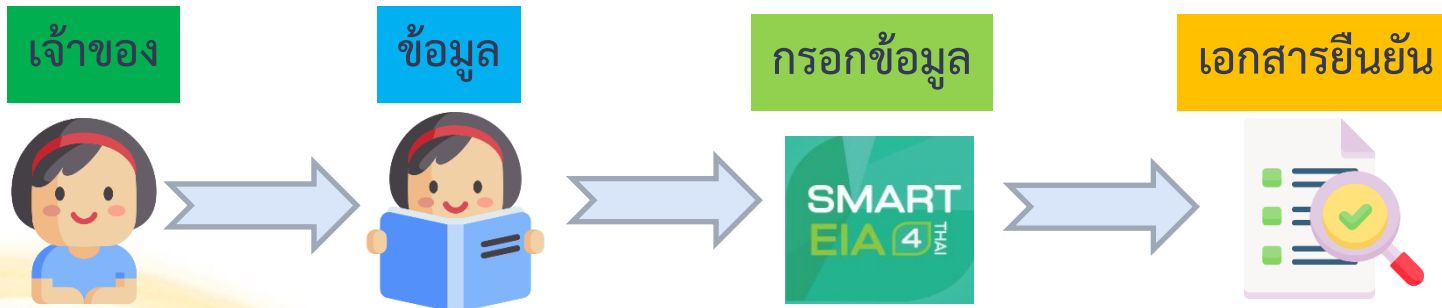 เจ้าของ
ข้อมูล
กรอกข้อมูล
เอกสารยืนยัน
SMART
EIA 4 THAI